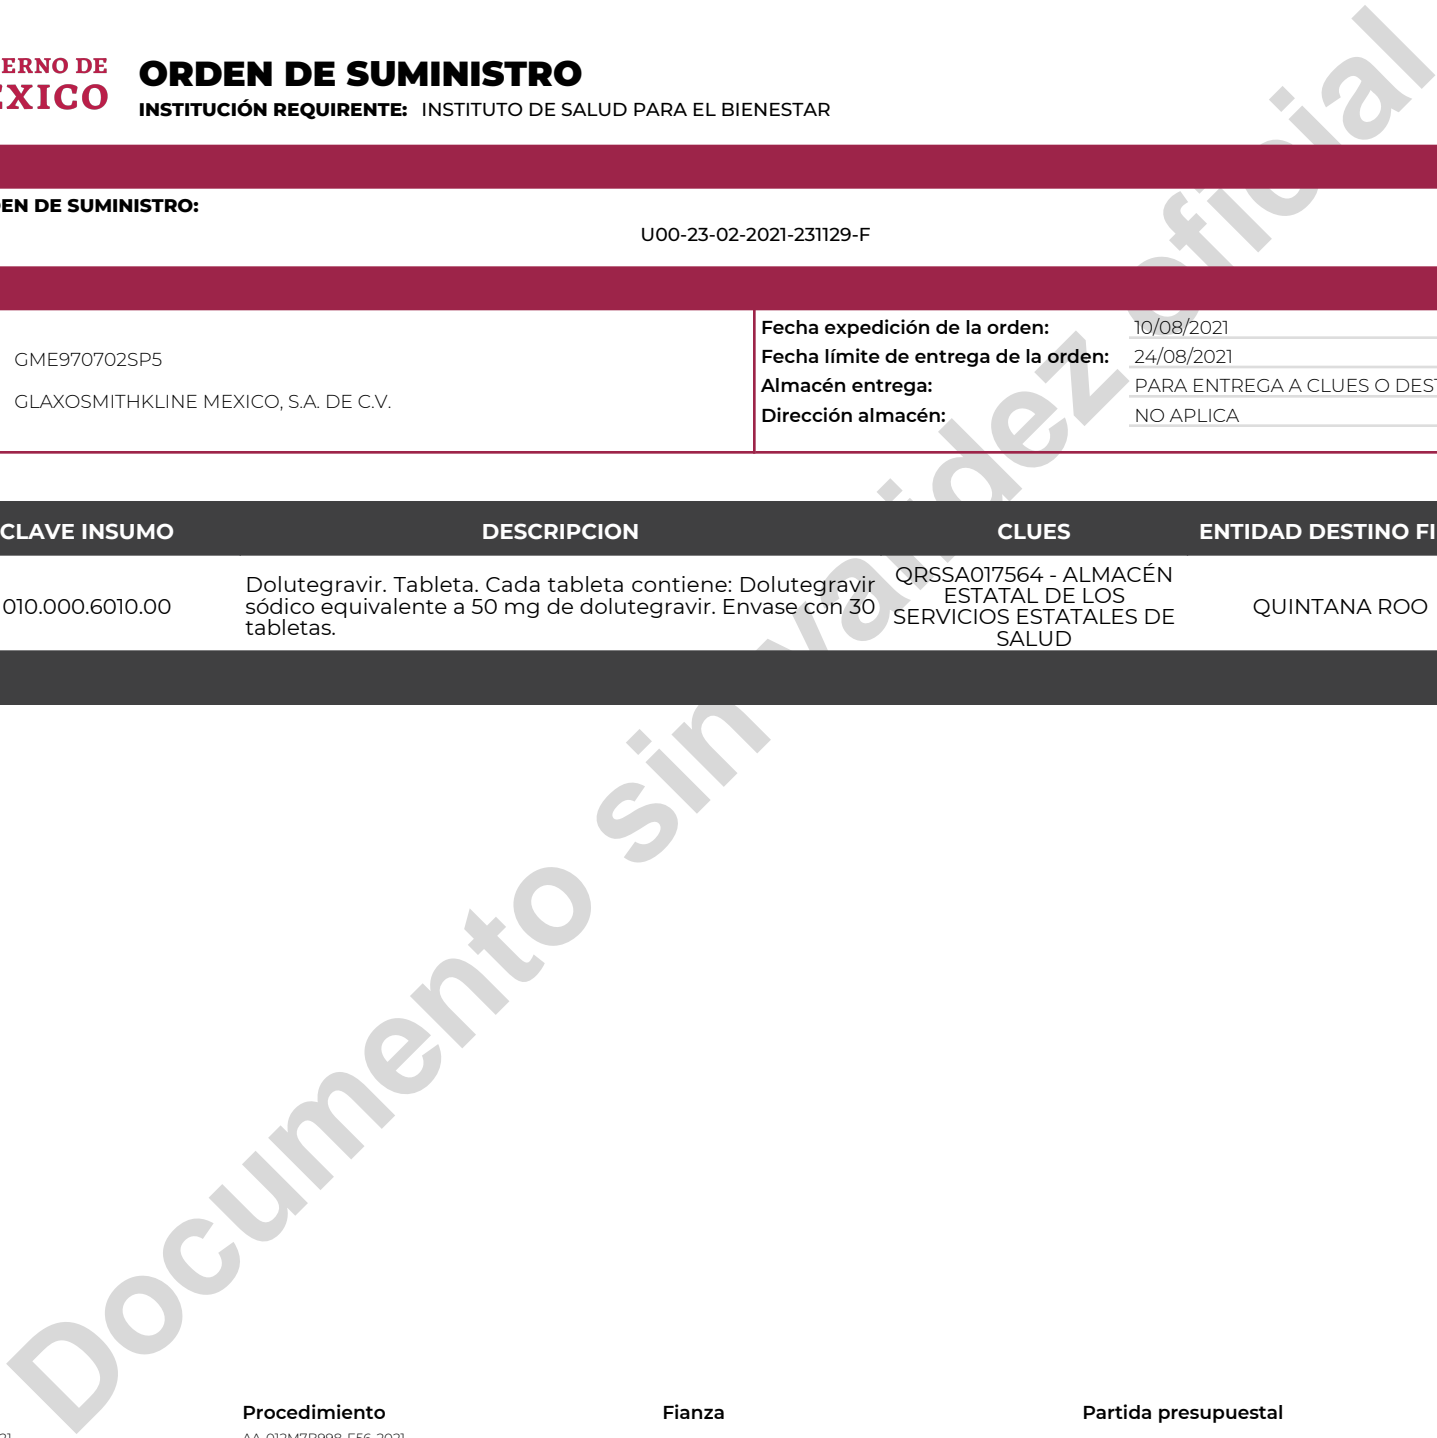 ERNO DE
EXICO
ORDEN DE SUMINISTRO
INSTITUCIÓN REQUIRENTE: INSTITUTO DE SALUD PARA EL BIENESTAR
EN DE SUMINISTRO:
U00-23-02-2021-231129-F
GME970702SP5
GLAXOSMITHKLINE MEXICO, S.A. DE C.V.
Fecha expedición de la orden: 10/08/2021
Fecha límite de entrega de la orden: 24/08/2021
Almacén entrega: PARA ENTREGA A CLUES O DEST
Dirección almacén: NO APLICA
CLAVE INSUMO DESCRIPCION CLUES ENTIDAD DESTINO FI
010.000.6010.00
Dolutegravir. Tableta. Cada tableta contiene: Dolutegravir
sódico equivalente a 50 mg de dolutegravir. Envase con 30
tabletas.
QRSSA017564 - ALMACÉN
ESTATAL DE LOS
SERVICIOS ESTATALES DE
SALUD
QUINTANA ROO
Documento sin validez oficial
Procedimiento Fianza Partida presupuestal